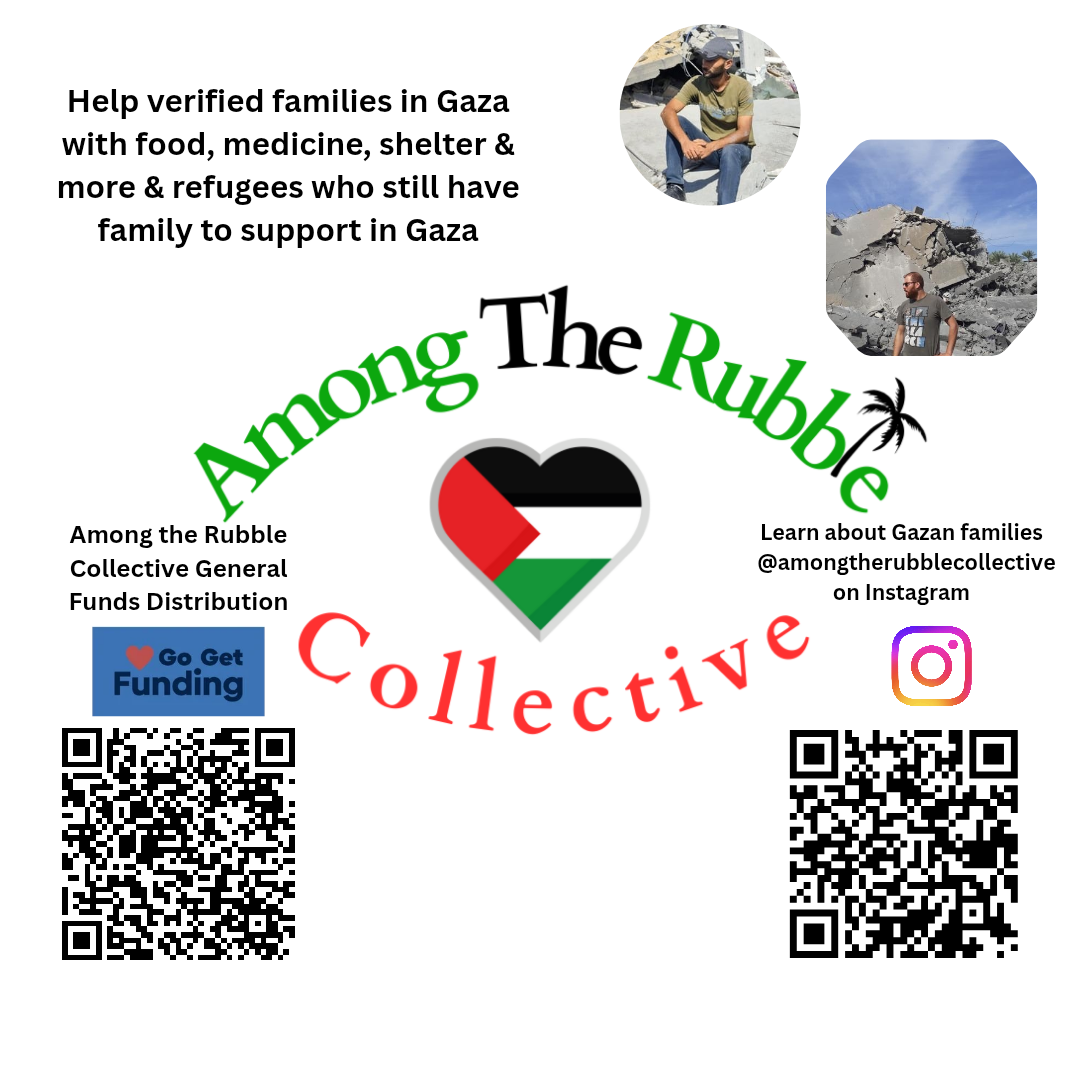 Help verified families in Gaza
with food, medicine, shelter &
more & refugees who still have
family to support in Gaza
Among The Rubble
Collective
Among the Rubble
Collective General
Funds Distribution
Go Get
Funding
Learn about Gazan families
@amongtherubblecollective
on Instagram